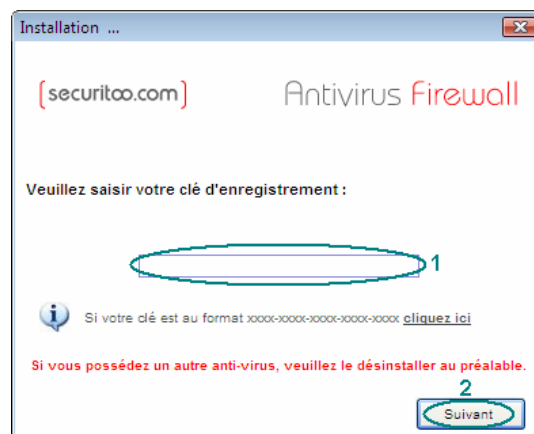 Installation ...
[securitoo.com]
Antivirus Firewall
Veuillez saisir votre clé d'enregistrement :
1
Si votre clé est au format xxxx-xxxx-xxxx-xxxx-xxxx cliquez ici
Si vous possédez un autre anti-virus, veuillez le désinstaller au préalable.
2
Suivant